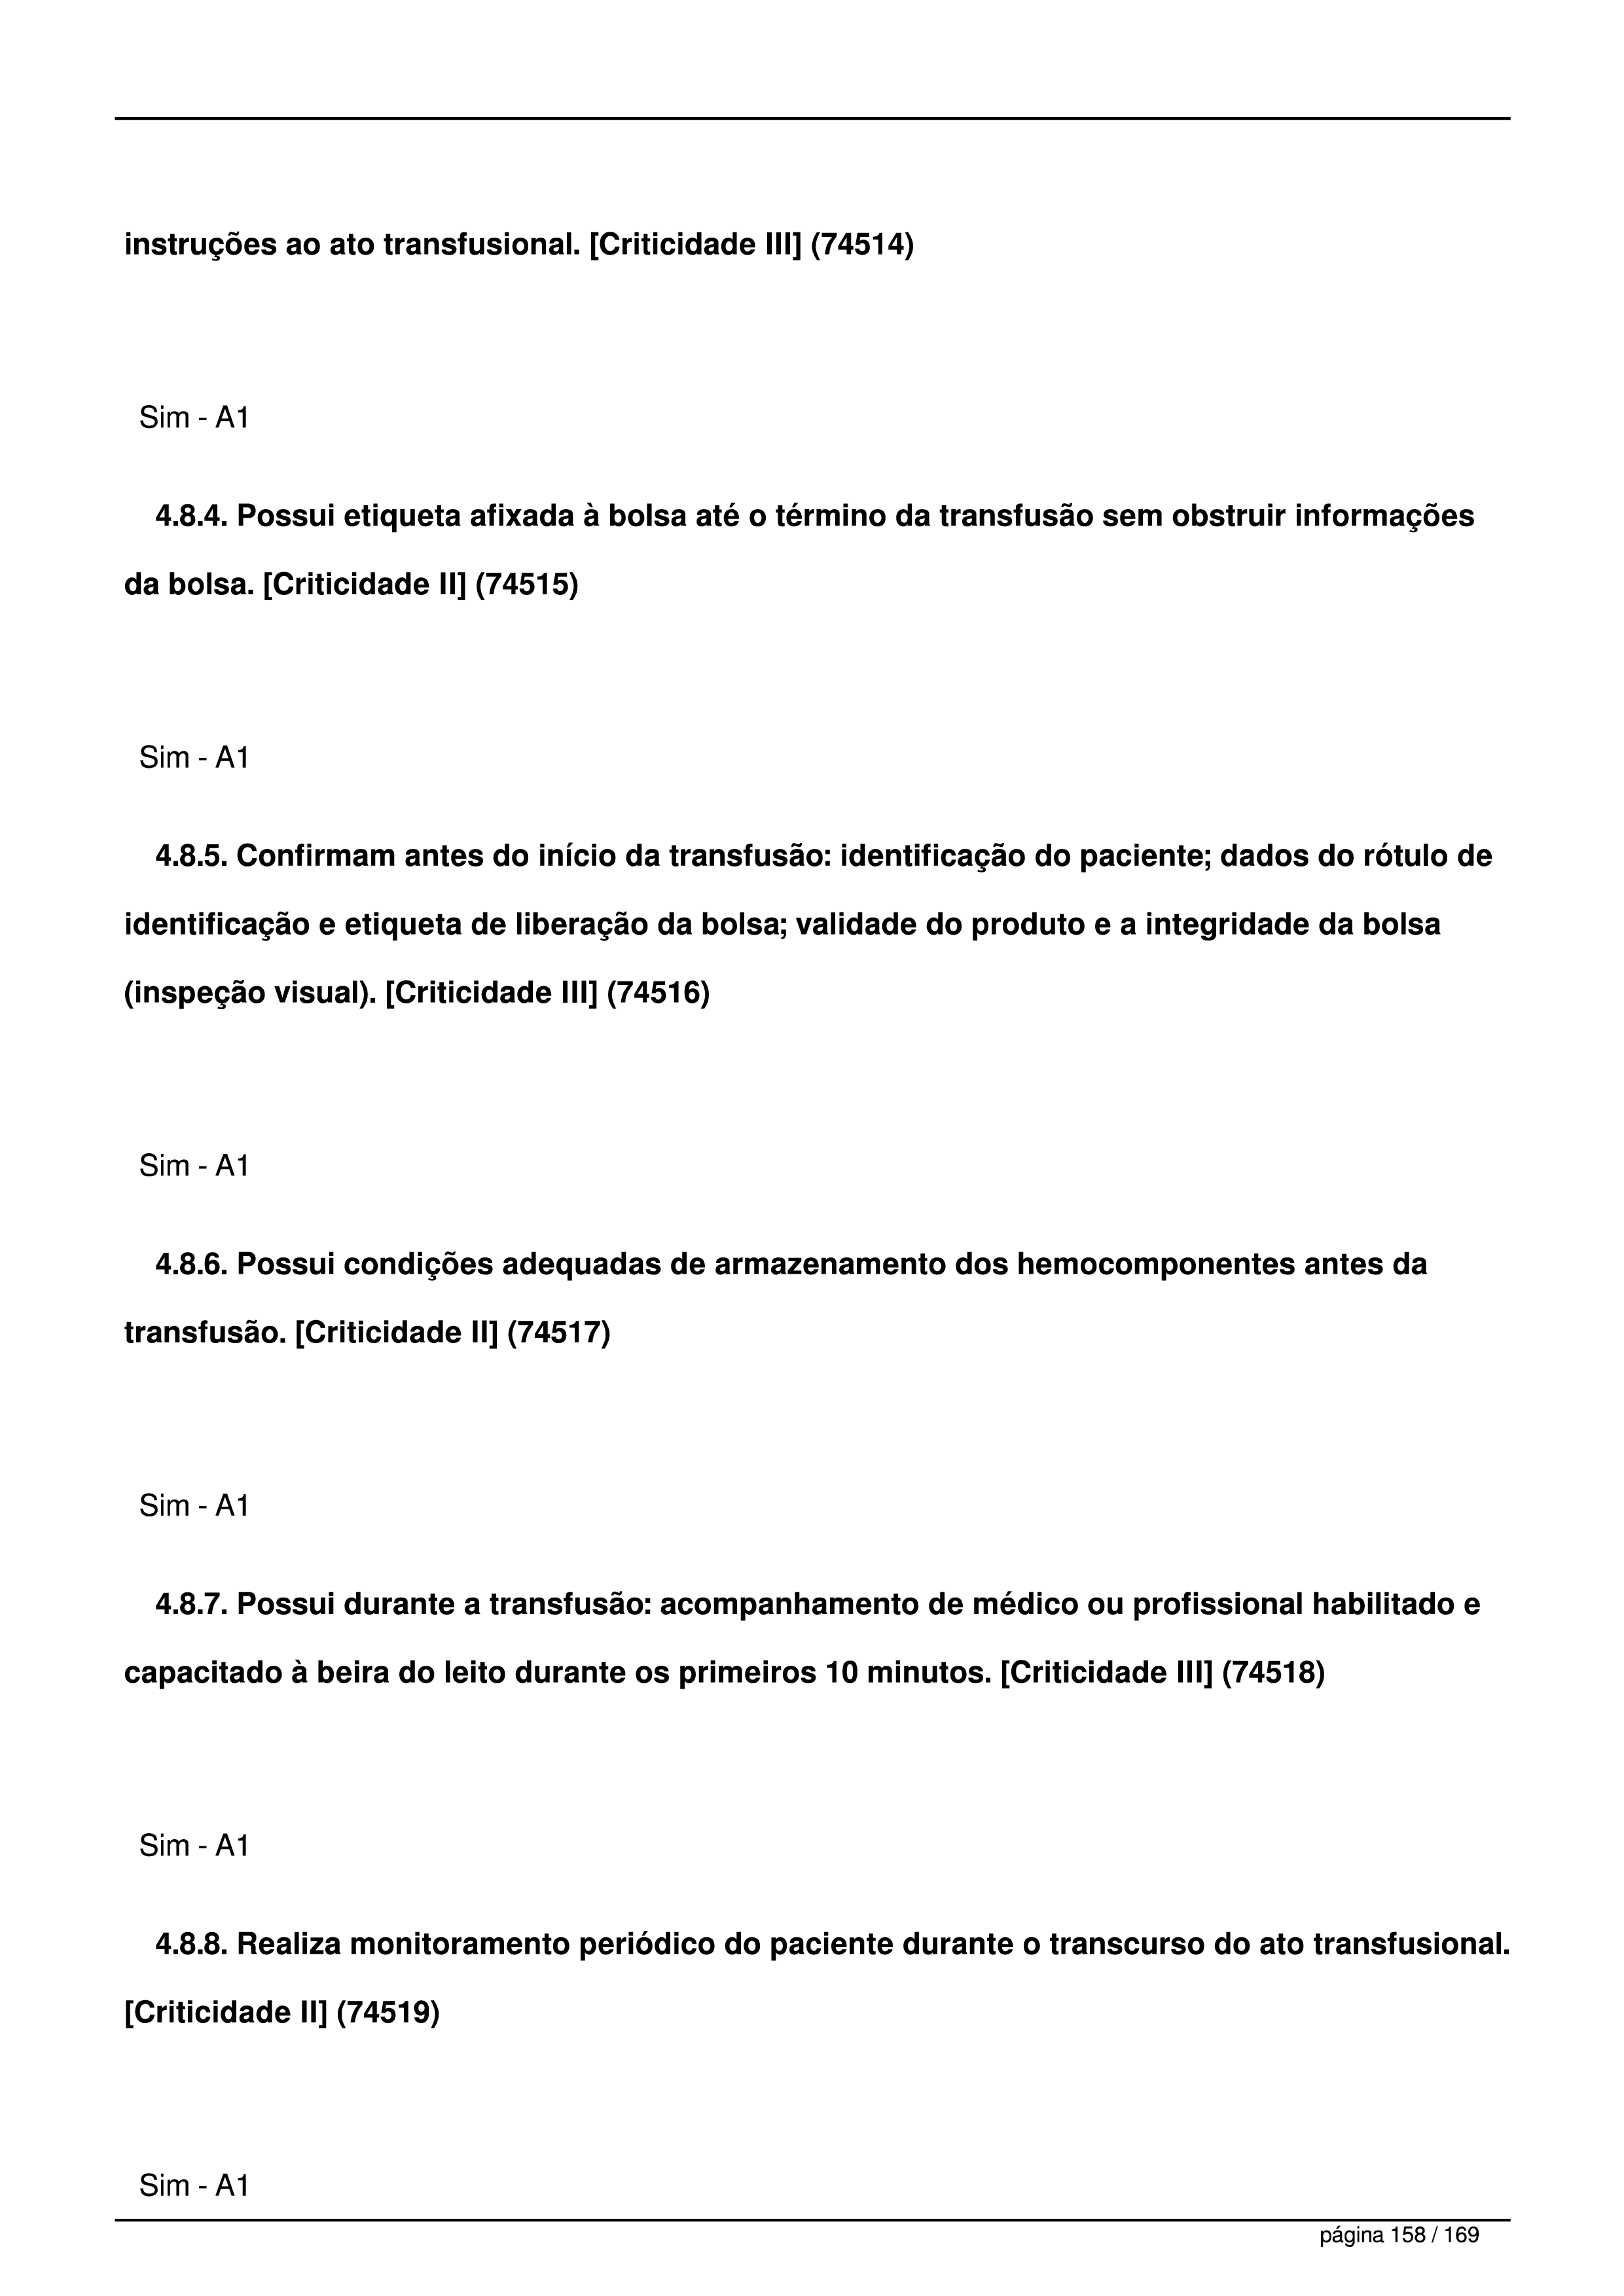 instruções ao ato transfusional. [Criticidade III] (74514)
Sim - A1
4.8.4. Possui etiqueta afixada à bolsa até o término da transfusão sem obstruir informações
da bolsa. [Criticidade II] (74515)
Sim - A1
4.8.5. Confirmam antes do início da transfusão: identificação do paciente; dados do rótulo de
identificação e etiqueta de liberação da bolsa; validade do produto e a integridade da bolsa
(inspeção visual). [Criticidade III] (74516)
Sim - A1
4.8.6. Possui condições adequadas de armazenamento dos hemocomponentes antes da
transfusão. [Criticidade II] (74517)
Sim - A1
4.8.7. Possui durante a transfusão: acompanhamento de médico ou profissional habilitado e
capacitado à beira do leito durante os primeiros 10 minutos. [Criticidade III] (74518)
Sim - A1
4.8.8. Realiza monitoramento periódico do paciente durante o transcurso do ato transfusional.
[Criticidade II] (74519)
Sim - A1
página 158 / 169